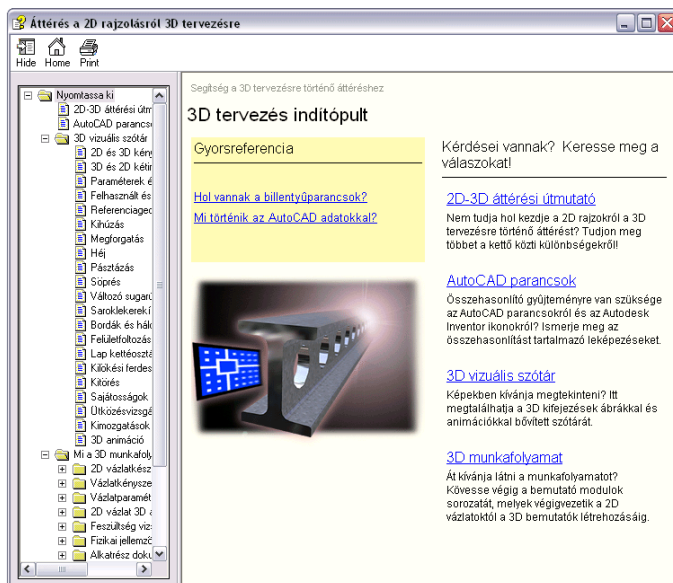 Áttérés a 2D rajzolásról 3D tervezésre
Hide Home Print
Nyomtassa ki
2D-3D áttérési útm
AutoCAD parancs
3D vizuális szótár
2D és 3D kény
3D és 2D kétir
Paraméterek é
Felhasznált és
Referenciageo
Kihúzás
Megforgatás
Héj
Pásztázás
Söprés
Változó sugarú
Saroklekerekí
Bordák és háló
Felületfoltozás
Lap kettéosztá
Kilökési ferdes
Kitörés
Sajátosságok
Ütközésvizsgá
Kimozgatások
3D animáció
Mi a 3D munkafoly
2D vázlatkész
Vázlatkénysze
Vázlatparamét
2D vázlat 3D a
Feszültség vizs
Fizikai jellemző
Alkatrész doku
Segítség a 3D tervezésre történő áttéréshez
3D tervezés indítópult
Gyorsreferencia
Hol vannak a billentyûparancsok?
Mi történik az AutoCAD adatokkal?
Kérdései vannak? Keresse meg a
válaszokat!
2D-3D áttérési útmutató
Nem tudja hol kezdje a 2D rajzokról a 3D
tervezésre történő áttérést? Tudjon meg
többet a kettő közti különbségekről!
AutoCAD parancsok
Összehasonlító gyûjteményre van szüksége
az AutoCAD parancsokról és az Autodesk
Inventor ikonokról? Ismerje meg az
összehasonlítást tartalmazó leképezéseket.
3D vizuális szótár
Képekben kívánja megtekinteni? Itt
megtalálhatja a 3D kifejezések ábrákkal és
animációkkal bővített szótárát.
3D munkafolyamat
Át kívánja látni a munkafolyamatot?
Kövesse végig a bemutató modulok
sorozatát, melyek végigvezetik a 2D
vázlatoktól a 3D bemutatók létrehozásáig.